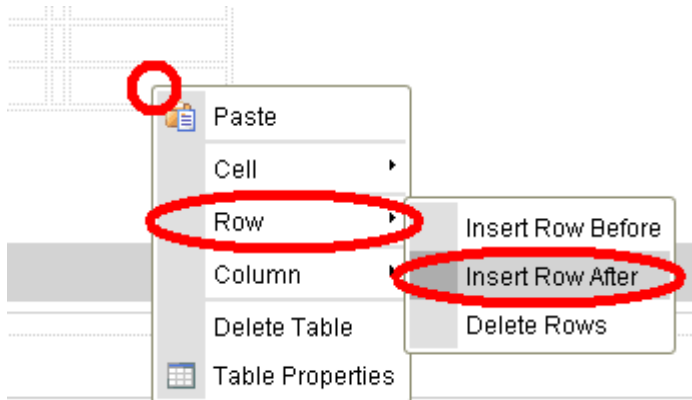 Paste
Cell
Row
Column
Delete Table
Table Properties
Insert Row Before
Insert Row After
Delete Rows